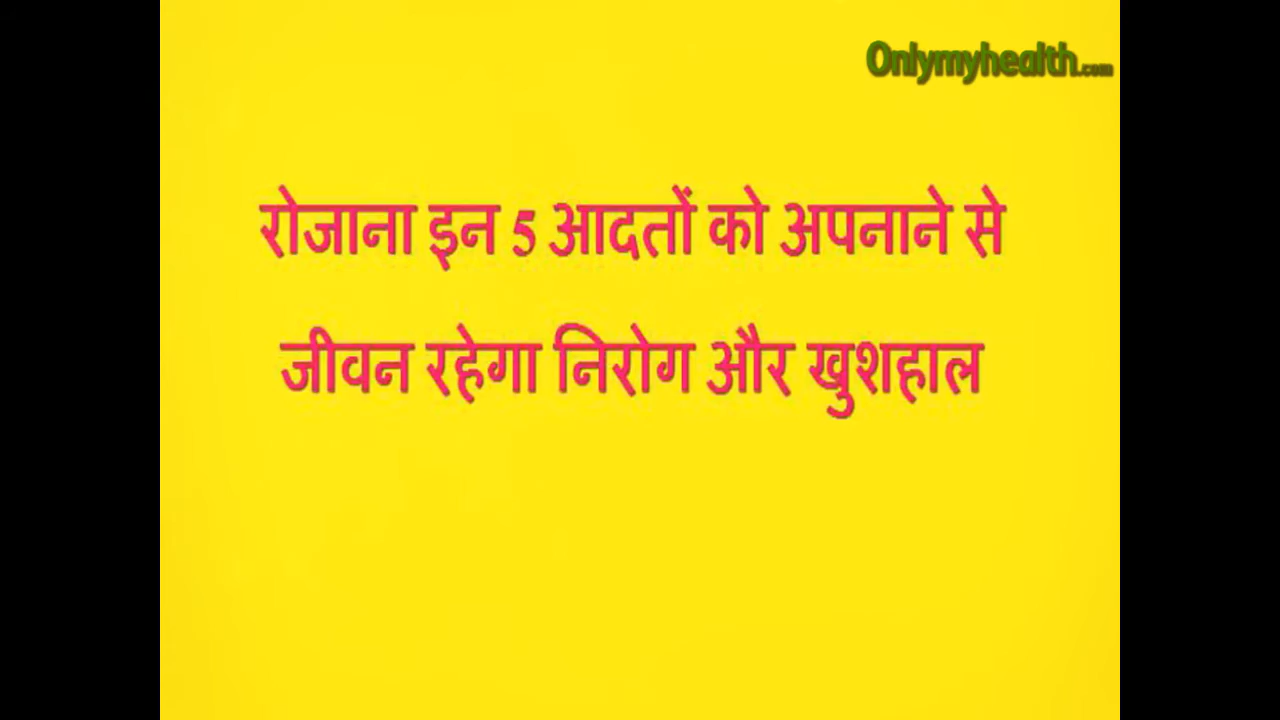 Onlymyhealth.com
रोजाना इन 5 आदतों को अपनाने से
जीवन रहेगा निरोग और खुशहाल